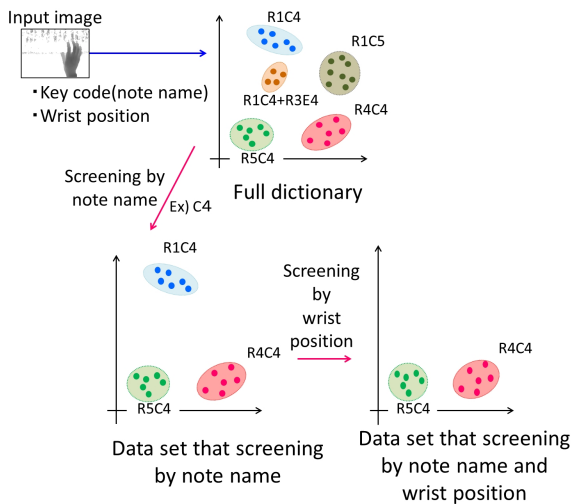 Input image
・Key code(note name)
・Wrist position
R1C4
R1C5
R1C4+R3E4
R4C4
R5C4
Full dictionary
Screening by
note name
Ex) C4
R1C4
R4C4
R5C4
Data set that screening
by note name
Screening
by
wrist
position
R4C4
R5C4
Data set that screening
by note name and
wrist position